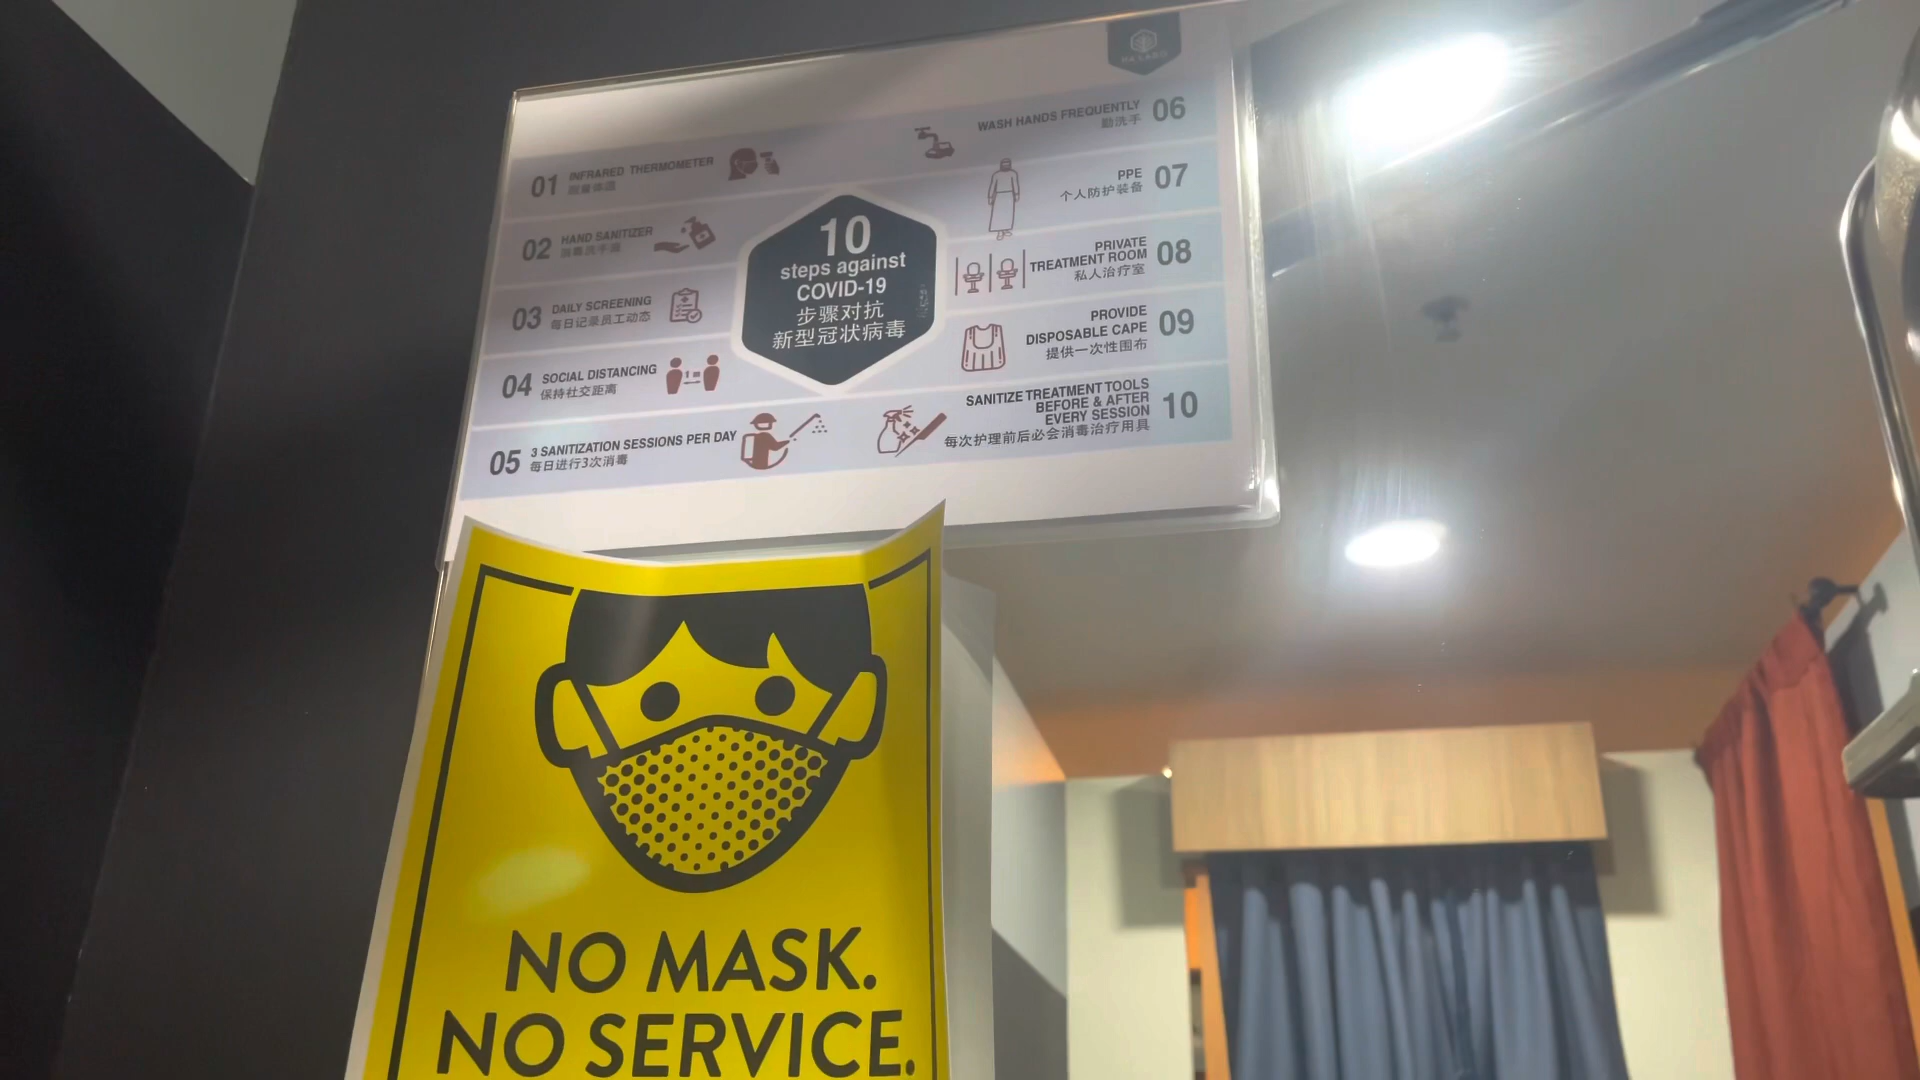 10
steps against
COVID-19
步骤对抗
新型冠状病毒
01 INFRARED THERMOMETER
测量体温
02 HAND SANITIZER
消毒洗手液
03 DAILY SCREENING
每日记录员工动态
04 SOCIAL DISTANCING
保持社交距离
05 3 SANITIZATION SESSIONS PER DAY
每日进行3次消毒
WASH HANDS FREQUENTLY 06
勤洗手
PPE 07
个人防护装备
PRIVATE
TREATMENT ROOM 08
私人治疗室
PROVIDE
DISPOSABLE CAPE 09
提供一次性围布
SANITIZE TREATMENT TOOLS
BEFORE & AFTER
EVERY SESSION 10
每次护理前后必会消毒治疗用具
NO MASK.
NO SERVICE.